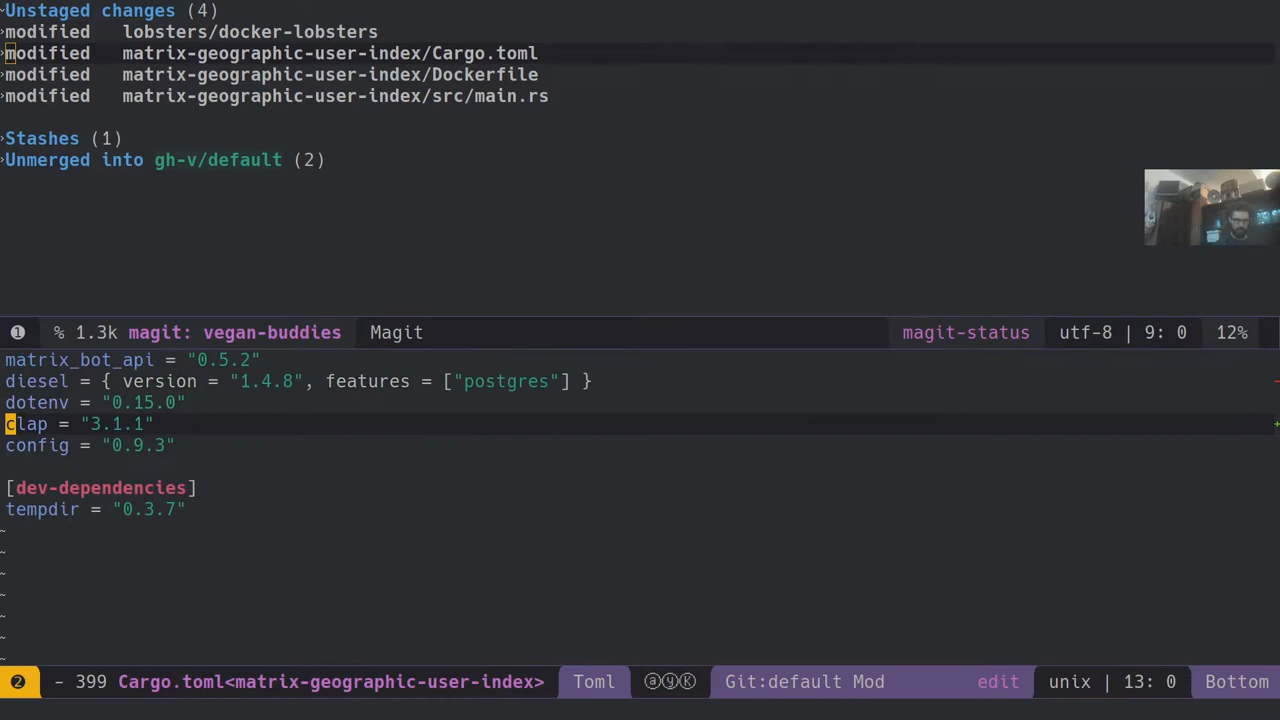 Unstaged changes (4)
modified   lobsters/docker-lobsters
modified   matrix-geographic-user-index/Cargo.toml
modified   matrix-geographic-user-index/Dockerfile
modified   matrix-geographic-user-index/src/main.rs
Stashes (1)
Unmerged into gh-v/default (2)
❶ % 1.3k magit: vegan-buddies Magit magit-status utf-8 | 9: 0 12%
matrix_bot_api = "0.5.2"
diesel = { version = "1.4.8", features = ["postgres"] }
dotenv = "0.15.0"
clap = "3.1.1"
config = "0.9.3"
[dev-dependencies]
tempdir = "0.3.7"
~
~
~
~
~
~
~
❷ - 399 Cargo.toml<matrix-geographic-user-index> Toml ⓐⓨⓀ Git:default Mod edit unix | 13: 0 Bottom